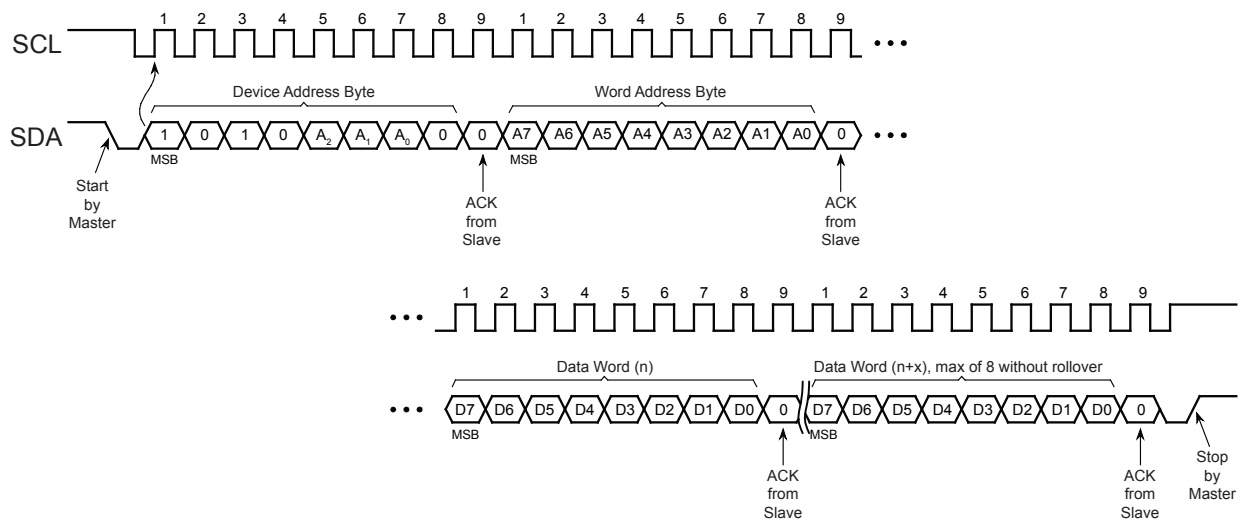 1 2 3 4 5 6 7 8 9 1 2 3 4 5 6 7 8 9
SCL
Device Address Byte Word Address Byte
SDA 1 0 1 0 A2 A1 A0 0 0 A7 A6 A5 A4 A3 A2 A1 A0 0
MSB MSB
Start
by
Master
ACK
from
Slave
ACK
from
Slave
1 2 3 4 5 6 7 8 9 1 2 3 4 5 6 7 8 9
Data Word (n) Data Word (n+x), max of 8 without rollover
D7 D6 D5 D4 D3 D2 D1 D0 0 D7 D6 D5 D4 D3 D2 D1 D0 0
MSB MSB
ACK
from
Slave
ACK
from
Slave
Stop
by
Master